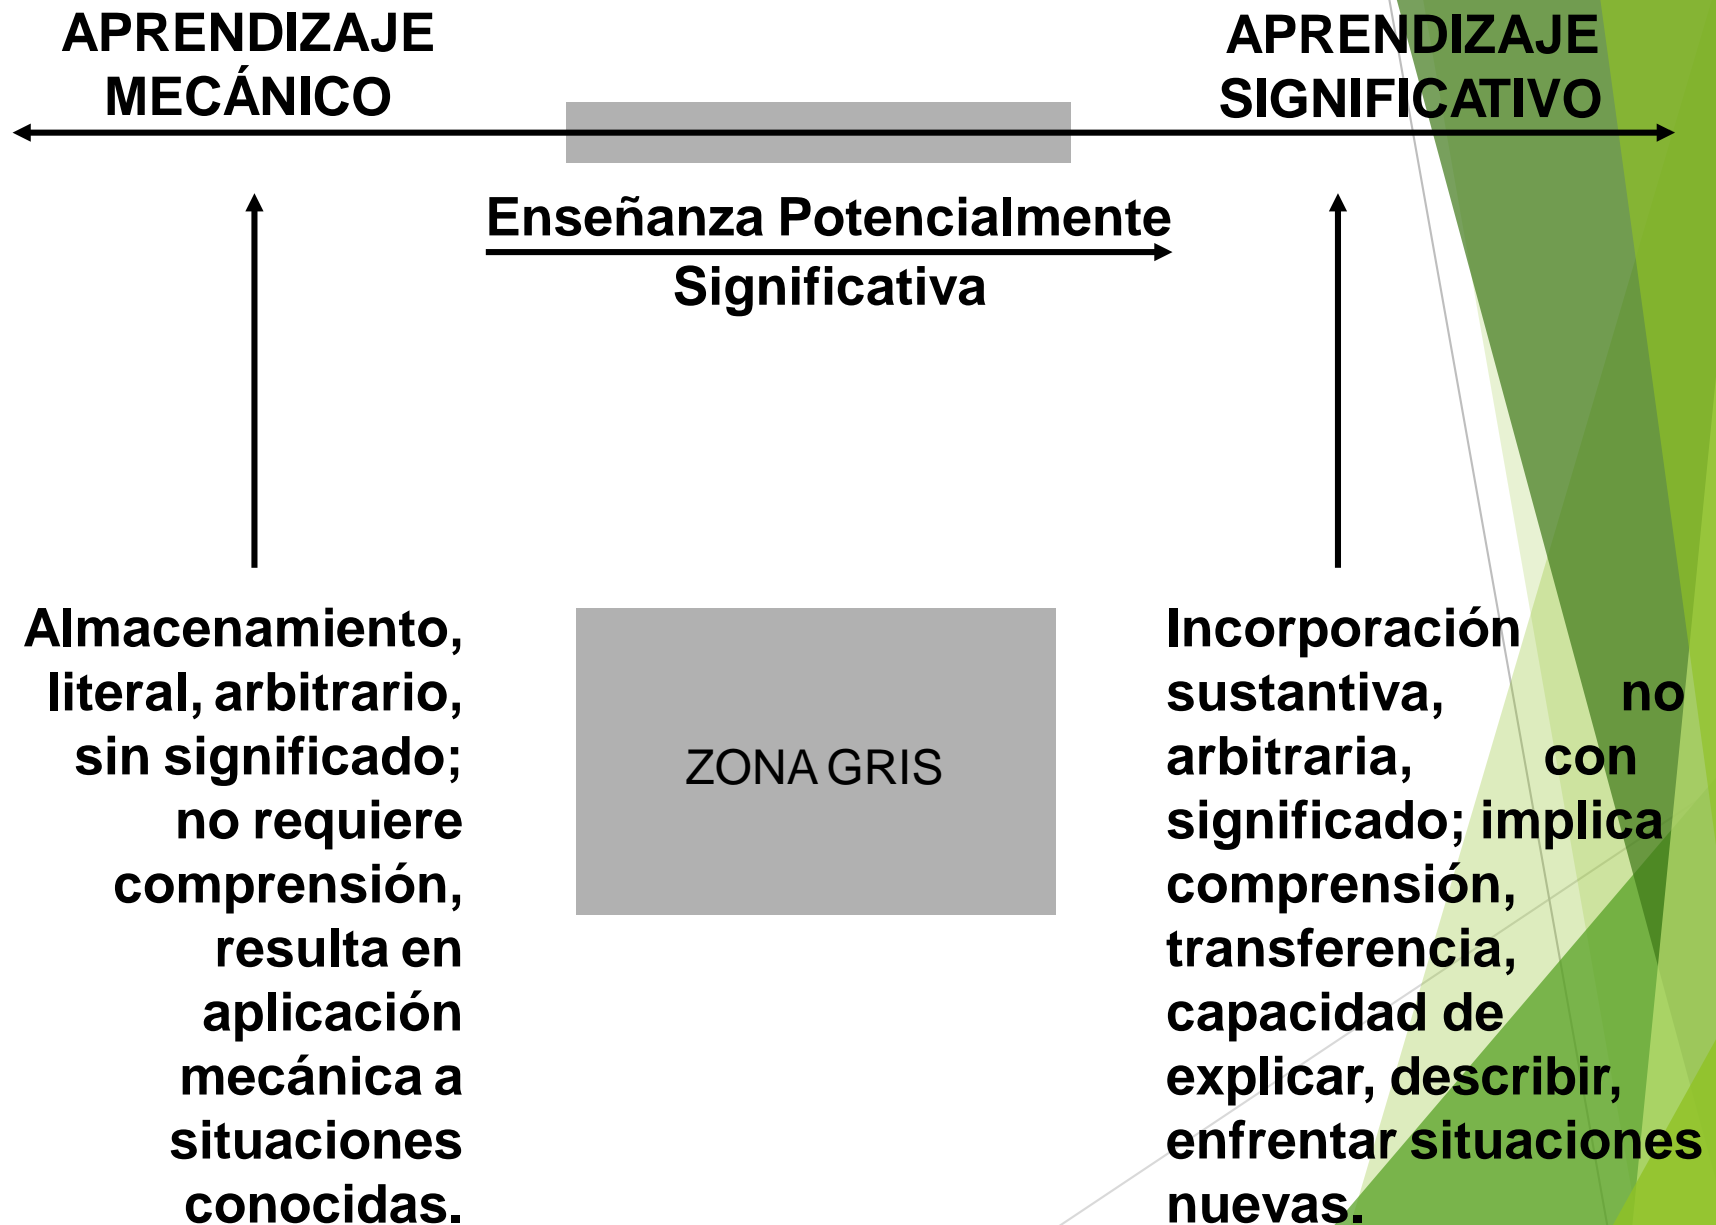 APRENDIZAJE
MECÁNICO
APRENDIZAJE
SIGNIFICATIVO
Enseñanza Potencialmente
Significativa
Almacenamiento,
literal, arbitrario,
sin significado;
no requiere
comprensión,
resulta en
aplicación
mecánica a
situaciones
conocidas.
ZONA GRIS
Incorporación
sustantiva, no
arbitraria, con
significado; implica
comprensión,
transferencia,
capacidad de
explicar, describir,
enfrentar situaciones
nuevas.